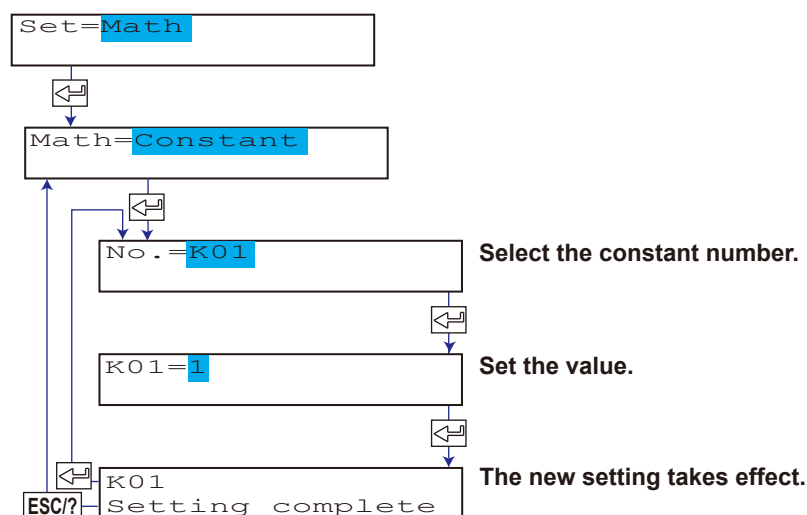 Set=Math
Math=Constant
No.=K01
Select the constant number.
K01=1
Set the value.
K01
The new setting takes effect.
ESC/?
Setting complete